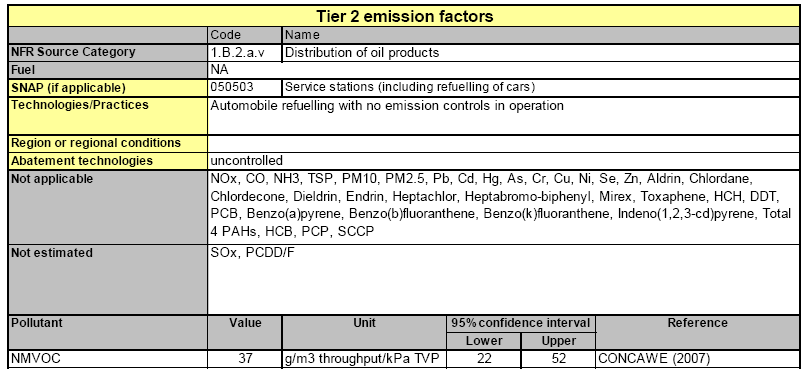 Tier 2 emission factors
Code Name
NFR Source Category 1.B.2.a.v Distribution of oil products
Fuel NA
SNAP (if applicable) 050503 Service stations (including refuelling of cars)
Technologies/Practices Automobile refuelling with no emission controls in operation
Region or regional conditions
Abatement technologies uncontrolled
Not applicable NOx, CO, NH3, TSP, PM10, PM2.5, Pb, Cd, Hg, As, Cr, Cu, Ni, Se, Zn, Aldrin, Chlordane,
Chlordecone, Dieldrin, Endrin, Heptachlor, Heptabromo-biphenyl, Mirex, Toxaphene, HCH, DDT,
PCB, Benzo(a)pyrene, Benzo(b)fluoranthene, Benzo(k)fluoranthene, Indeno(1,2,3-cd)pyrene, Total
4 PAHs, HCB, PCP, SCCP
Not estimated SOx, PCDD/F
Pollutant Value Unit 95% confidence interval Reference
Lower Upper
NMVOC 37 g/m3 throughput/kPa TVP 22 52 CONCAWE (2007)